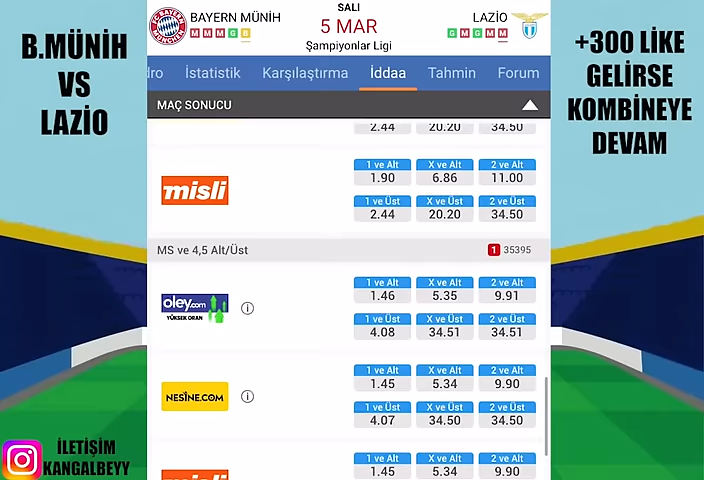 B.MÜNİH
VS
LAZİO
BAYERN MÜNİH
M M M G B
SALI
5 MAR
Şampiyonlar Ligi
LAZİO
G M G M M
+300 LİKE
GELİRSE
KOMBİNEYE
DEVAM
dro İstatistik Karşılaştırma İddaa Tahmin Forum
MAÇ SONUCU
2.44 20.20 34.50
misli
1 ve Alt X ve Alt 2 ve Alt
1.90 6.86 11.00
1 ve Üst X ve Üst 2 ve Üst
2.44 20.20 34.50
MS ve 4,5 Alt/Üst 1 35395
oley.com
YÜKSEK ORAN
1 ve Alt X ve Alt 2 ve Alt
1.46 5.35 9.91
1 ve Üst X ve Üst 2 ve Üst
4.08 34.51 34.51
NESİNE.COM
1 ve Alt X ve Alt 2 ve Alt
1.45 5.34 9.90
1 ve Üst X ve Üst 2 ve Üst
4.07 34.50 34.50
misli
1 ve Alt X ve Alt 2 ve Alt
1.45 5.34 9.90
İLETİŞİM
KANGALBEYY